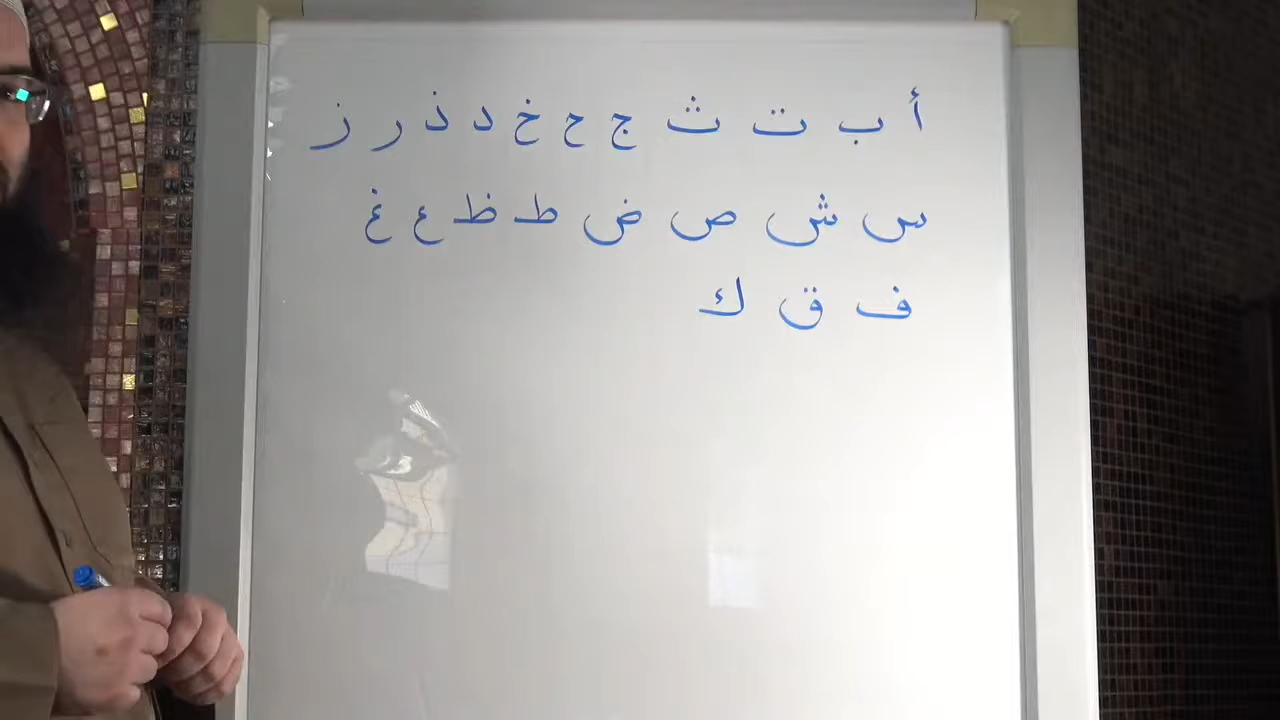 أ ب ت ث ج ح خ د ذ ر ز
س ش ص ض ط ظ ع غ
ف ق ك